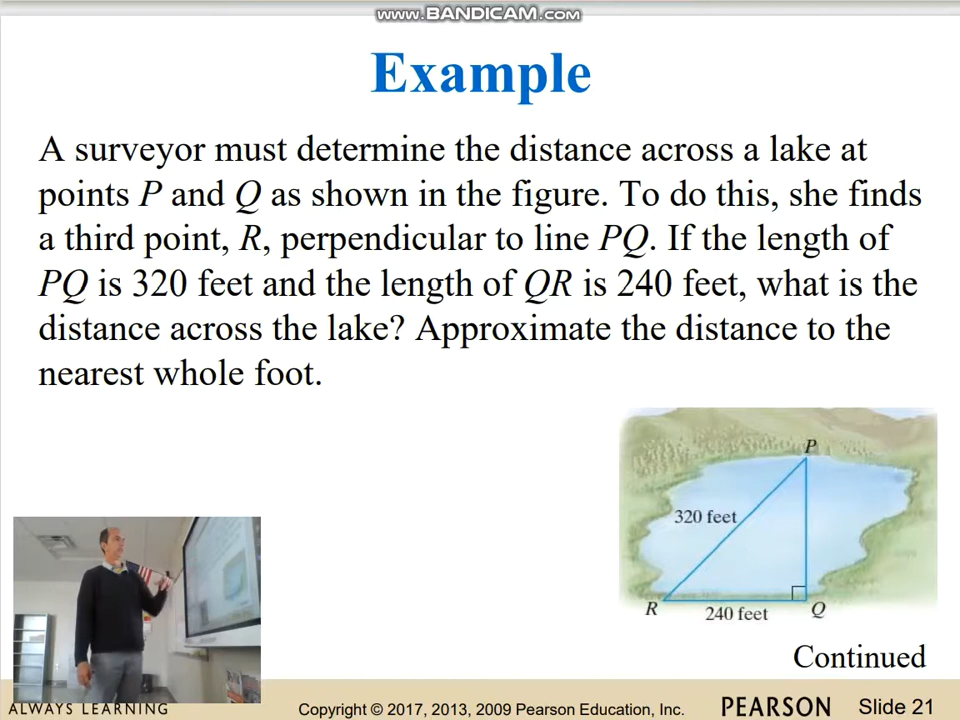 www.BANDICAM.com
Example
A surveyor must determine the distance across a lake at
points P and Q as shown in the figure. To do this, she finds
a third point, R, perpendicular to line PQ. If the length of
PQ is 320 feet and the length of QR is 240 feet, what is the
distance across the lake? Approximate the distance to the
nearest whole foot.
P
320 feet
R
240 feet
Q
Continued
ALWAYS LEARNING
Copyright © 2017, 2013, 2009 Pearson Education, Inc.
PEARSON
Slide 21